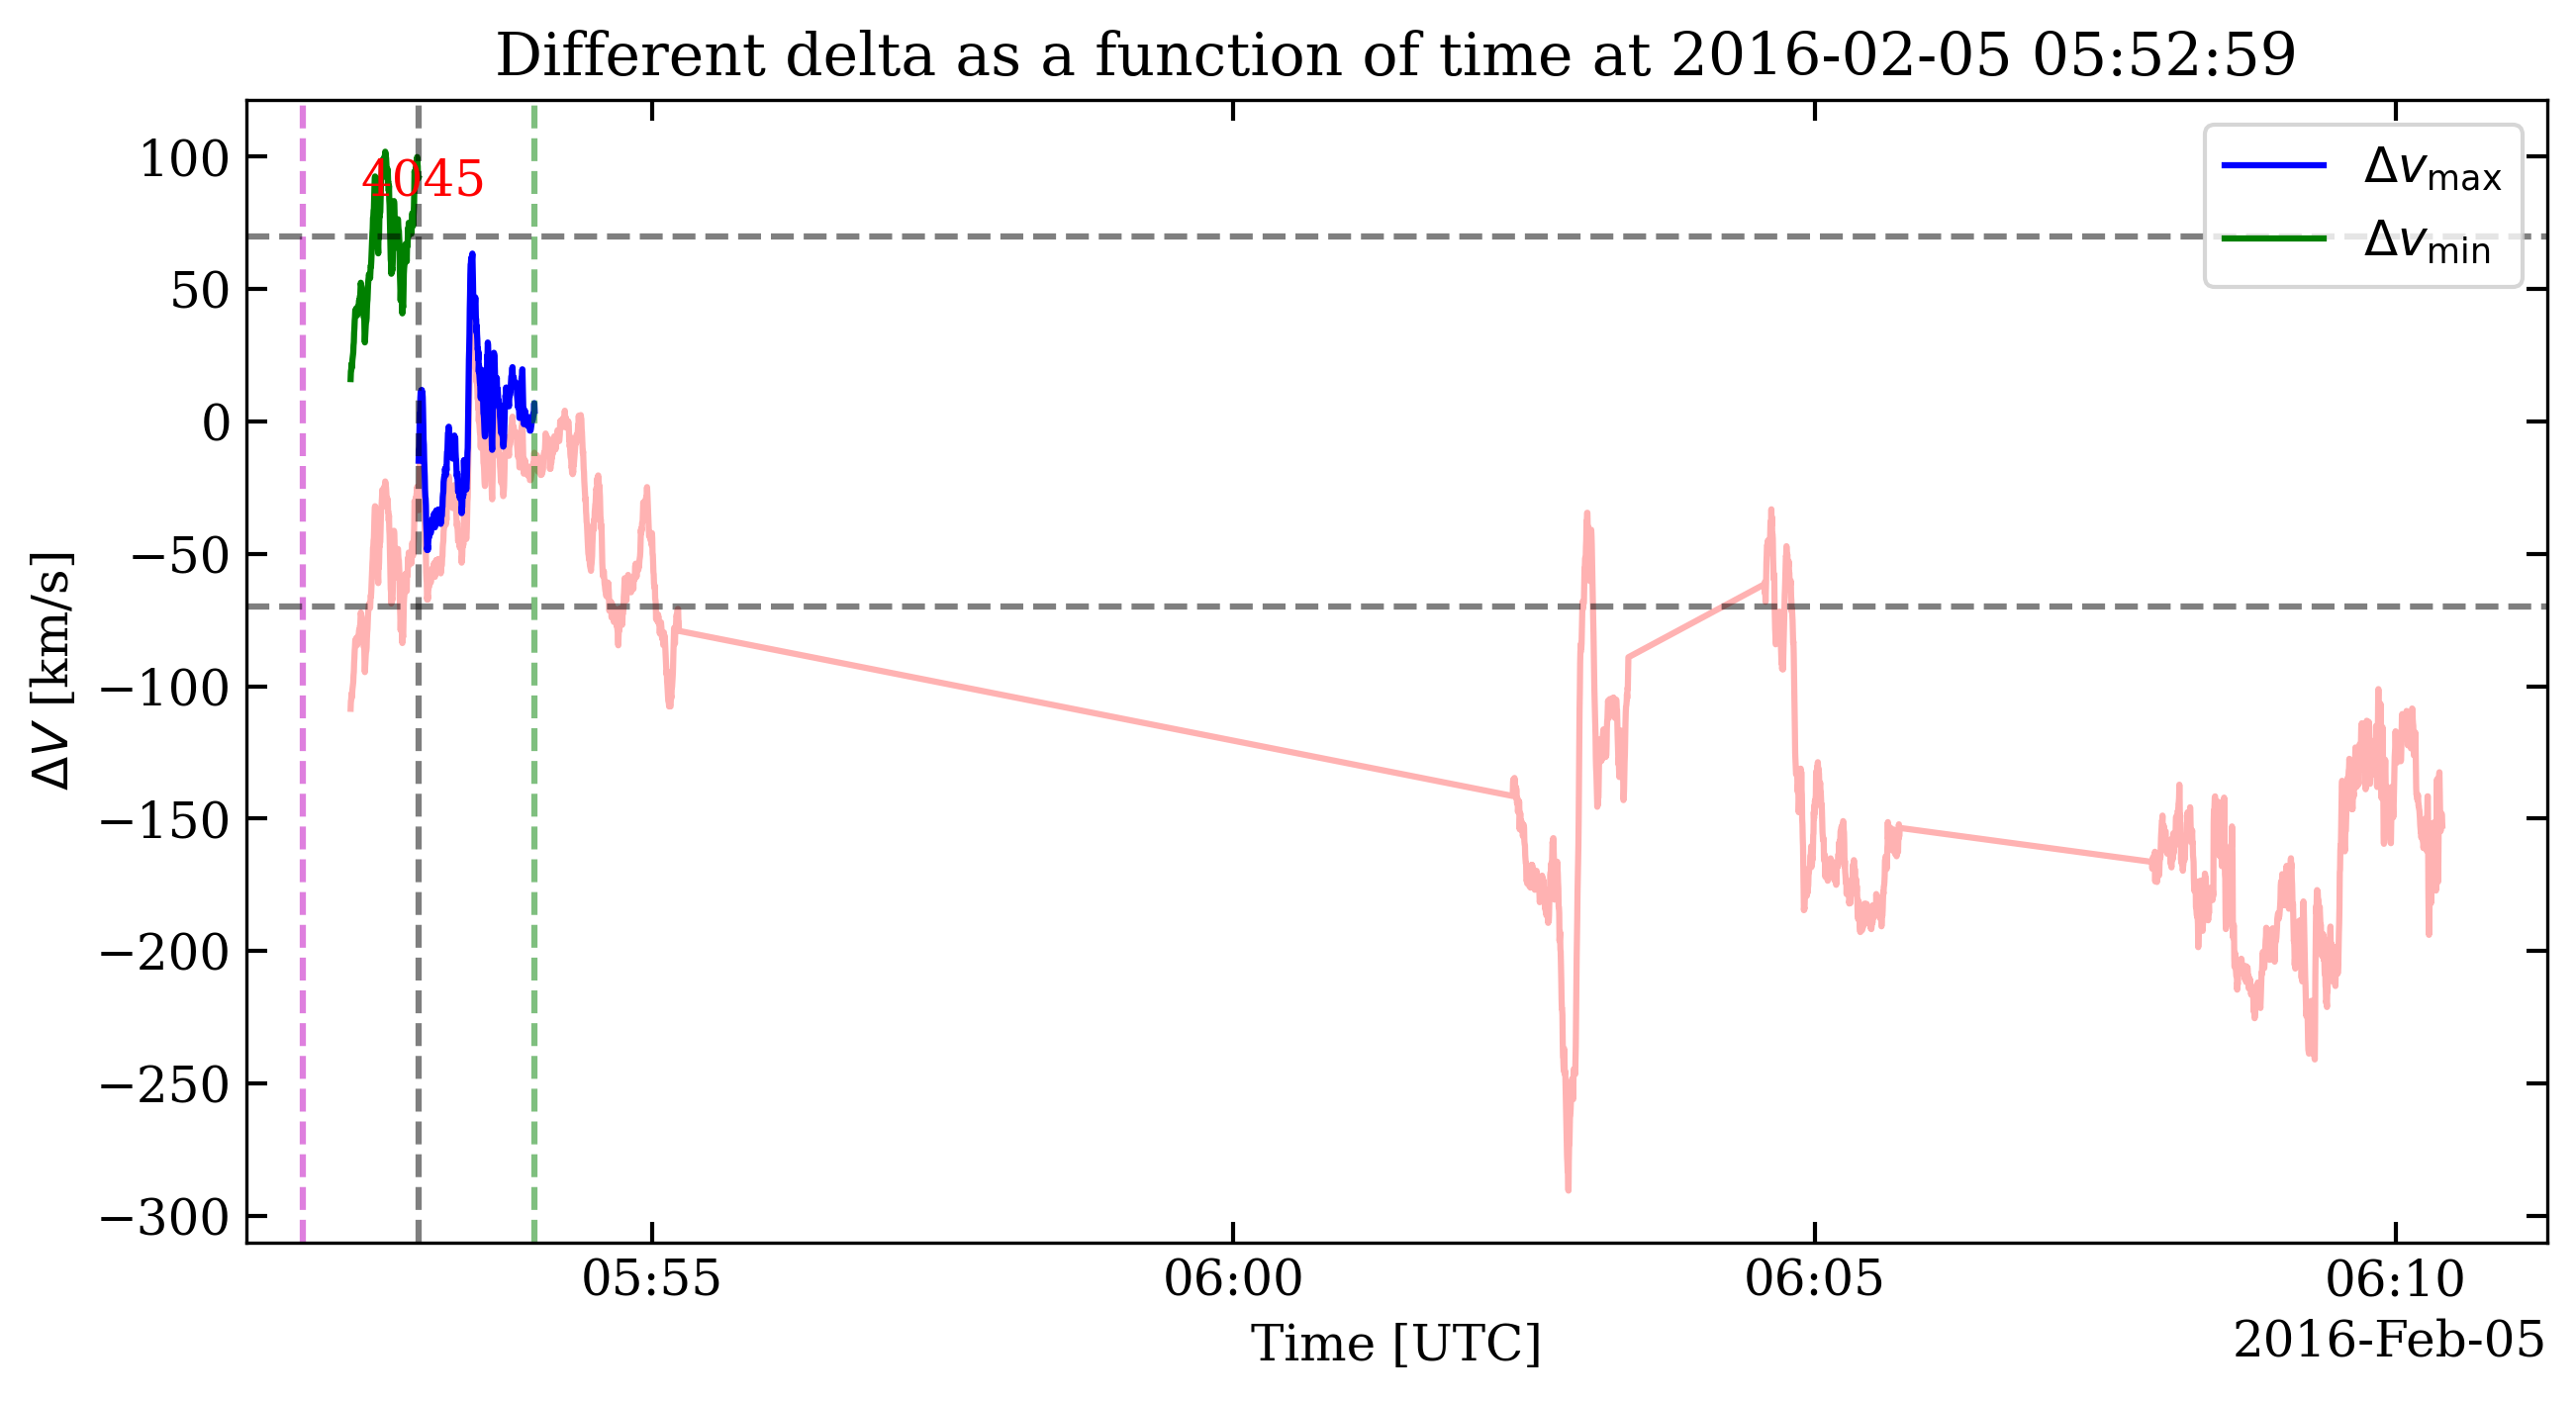 Different delta as a function of time at 2016-02-05 05:52:59
4045
Δv_max
Δv_min
100
50
0
−50
−100
−150
−200
−250
−300
ΔV [km/s]
05:55 06:00 06:05 06:10
Time [UTC]
2016-Feb-05